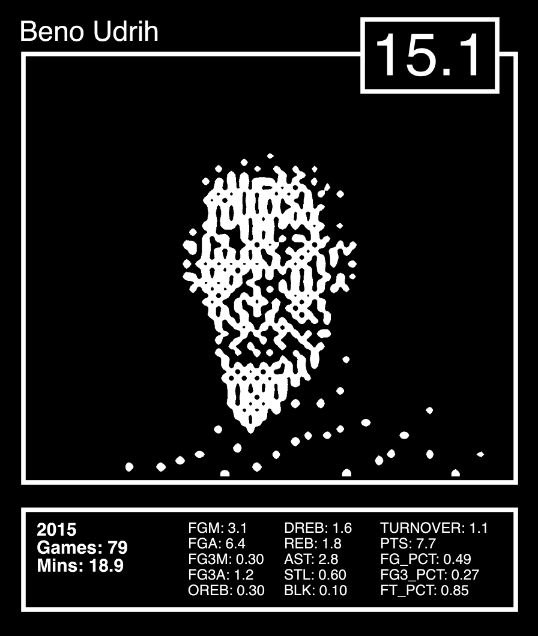 Beno Udrih
15.1
2015
Games: 79
Mins: 18.9
FGM: 3.1
FGA: 6.4
FG3M: 0.30
FG3A: 1.2
OREB: 0.30
DREB: 1.6
REB: 1.8
AST: 2.8
STL: 0.60
BLK: 0.10
TURNOVER: 1.1
PTS: 7.7
FG_PCT: 0.49
FG3_PCT: 0.27
FT_PCT: 0.85